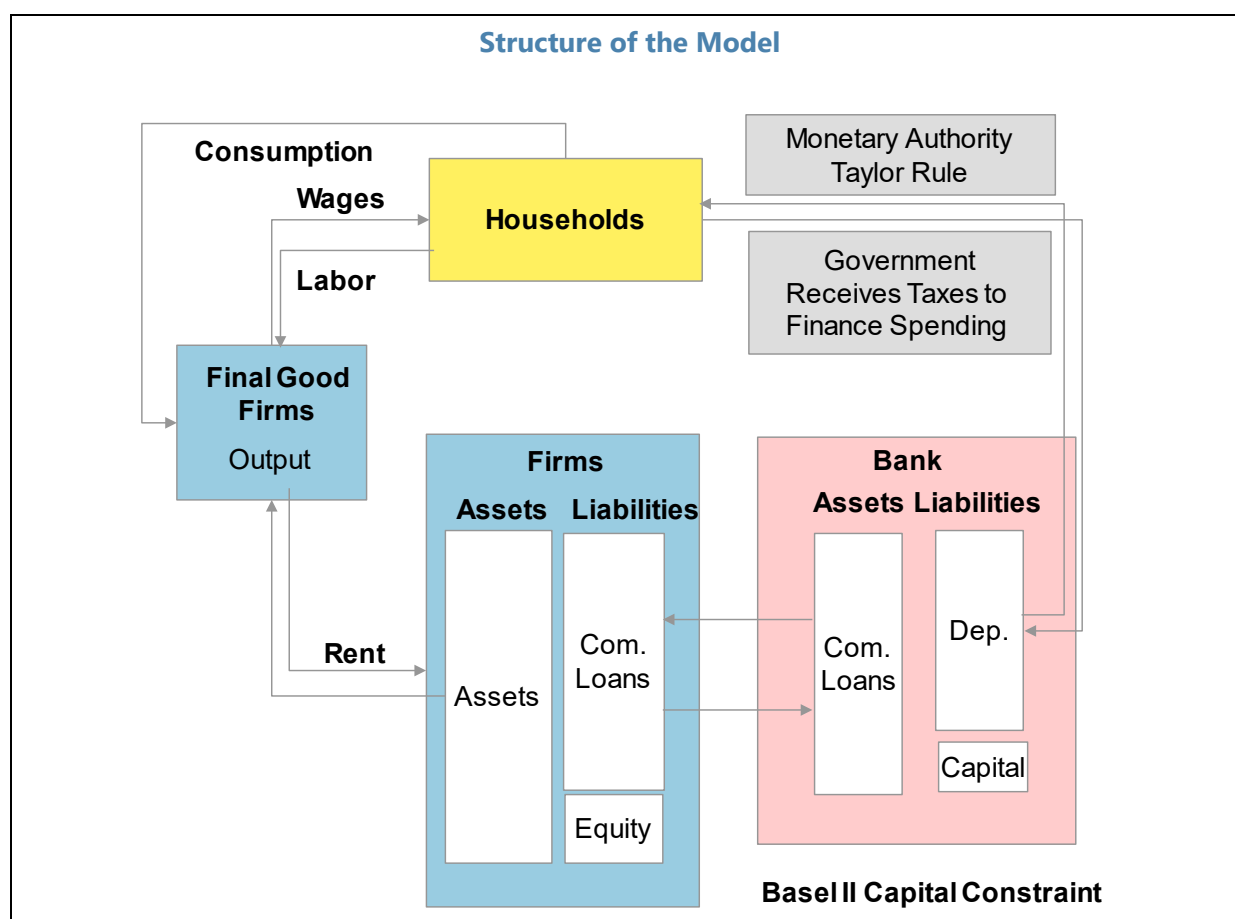 Structure of the Model
Consumption
Wages
Labor
Households
Monetary Authority
Taylor Rule
Government
Receives Taxes to
Finance Spending
Final Good
Firms
Output
Rent
Firms
Assets Liabilities
Assets
Com.
Loans
Equity
Bank
Assets Liabilities
Com.
Loans
Dep.
Capital
Basel II Capital Constraint